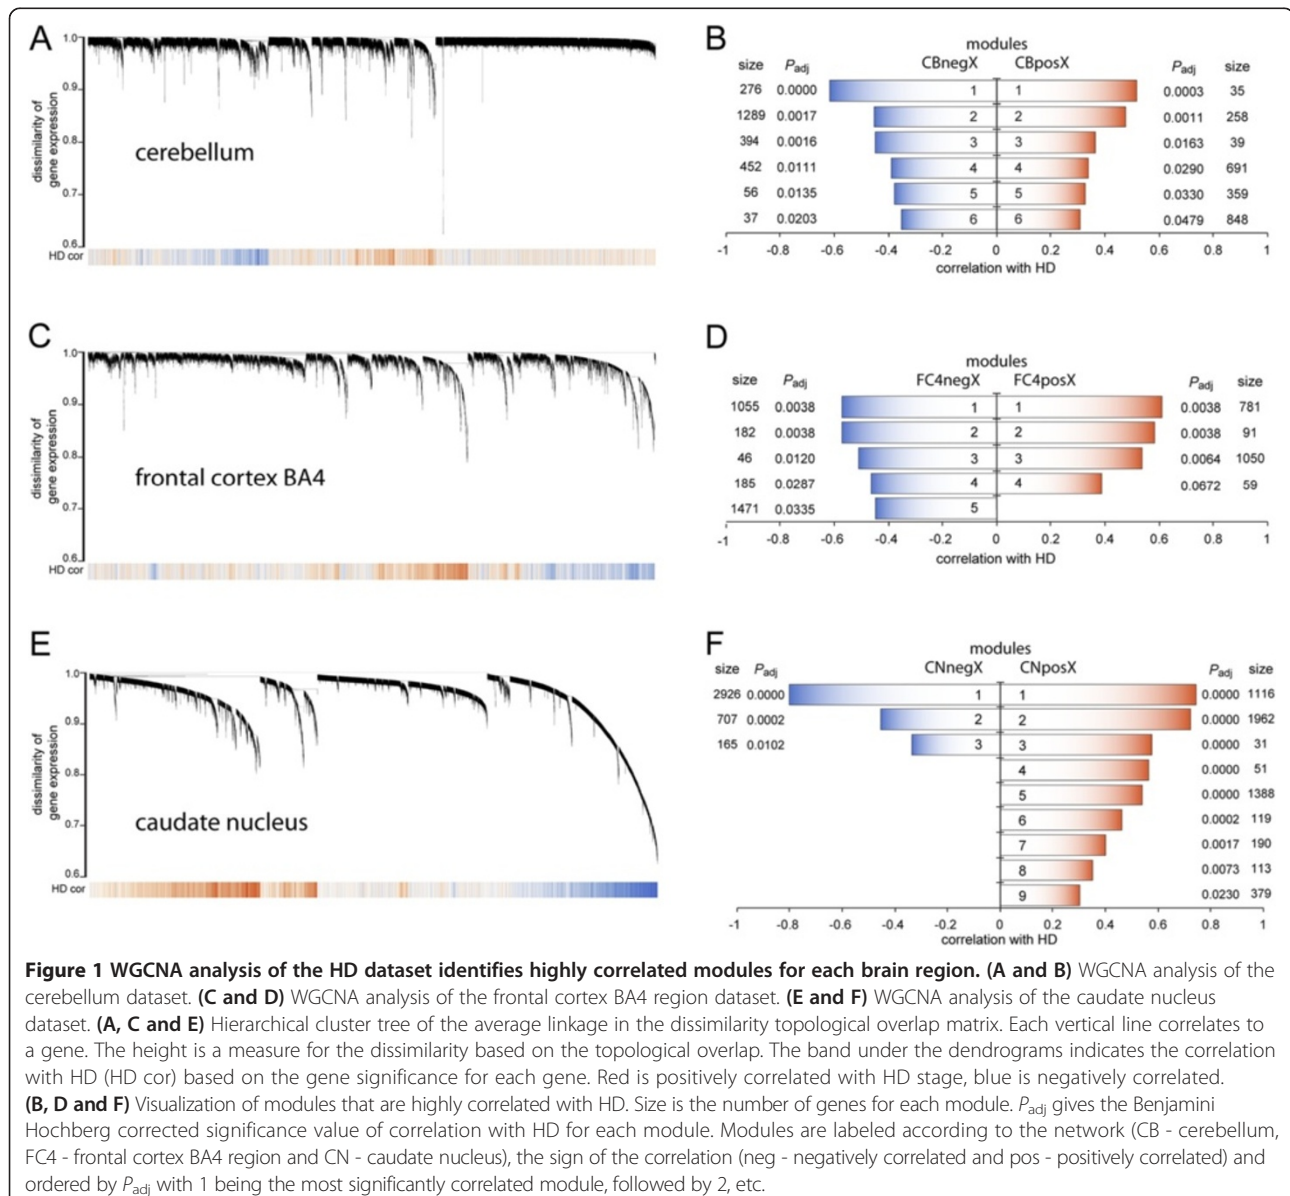 A
1.0
0.9
0.8
0.7
0.6
dissimilarity of
gene expression
cerebellum
HD cor
B
modules
size Padj CBnegX CBposX Padj size
276 0.0000 1 1 0.0003 35
1289 0.0017 2 2 0.0011 258
394 0.0016 3 3 0.0163 39
452 0.0111 4 4 0.0290 691
56 0.0135 5 5 0.0330 359
37 0.0203 6 6 0.0479 848
-1 -0.8 -0.6 -0.4 -0.2 0 0.2 0.4 0.6 0.8 1
correlation with HD
C
1.0
0.9
0.8
0.7
0.6
dissimilarity of
gene expression
frontal cortex BA4
HD cor
D
modules
size Padj FC4negX FC4posX Padj size
1055 0.0038 1 1 0.0038 781
182 0.0038 2 2 0.0038 91
46 0.0120 3 3 0.0064 1050
185 0.0287 4 4 0.0672 59
1471 0.0335 5
-1 -0.8 -0.6 -0.4 -0.2 0 0.2 0.4 0.6 0.8 1
correlation with HD
E
1.0
0.9
0.8
0.7
0.6
dissimilarity of
gene expression
caudate nucleus
HD cor
F
modules
size Padj CNnegX CNposX Padj size
2926 0.0000 1 1 0.0000 1116
707 0.0002 2 2 0.0000 1962
165 0.0102 3 3 0.0000 31
4 0.0000 51
5 0.0000 1388
6 0.0002 119
7 0.0017 190
8 0.0073 113
9 0.0230 379
-1 -0.8 -0.6 -0.4 -0.2 0 0.2 0.4 0.6 0.8 1
correlation with HD
Figure 1 WGCNA analysis of the HD dataset identifies highly correlated modules for each brain region. (A and B) WGCNA analysis of the
cerebellum dataset. (C and D) WGCNA analysis of the frontal cortex BA4 region dataset. (E and F) WGCNA analysis of the caudate nucleus
dataset. (A, C and E) Hierarchical cluster tree of the average linkage in the dissimilarity topological overlap matrix. Each vertical line correlates to
a gene. The height is a measure for the dissimilarity based on the topological overlap. The band under the dendrograms indicates the correlation
with HD (HD cor) based on the gene significance for each gene. Red is positively correlated with HD stage, blue is negatively correlated.
(B, D and F) Visualization of modules that are highly correlated with HD. Size is the number of genes for each module. Padj gives the Benjamini
Hochberg corrected significance value of correlation with HD for each module. Modules are labeled according to the network (CB - cerebellum,
FC4 - frontal cortex BA4 region and CN - caudate nucleus), the sign of the correlation (neg - negatively correlated and pos - positively correlated) and
ordered by Padj with 1 being the most significantly correlated module, followed by 2, etc.